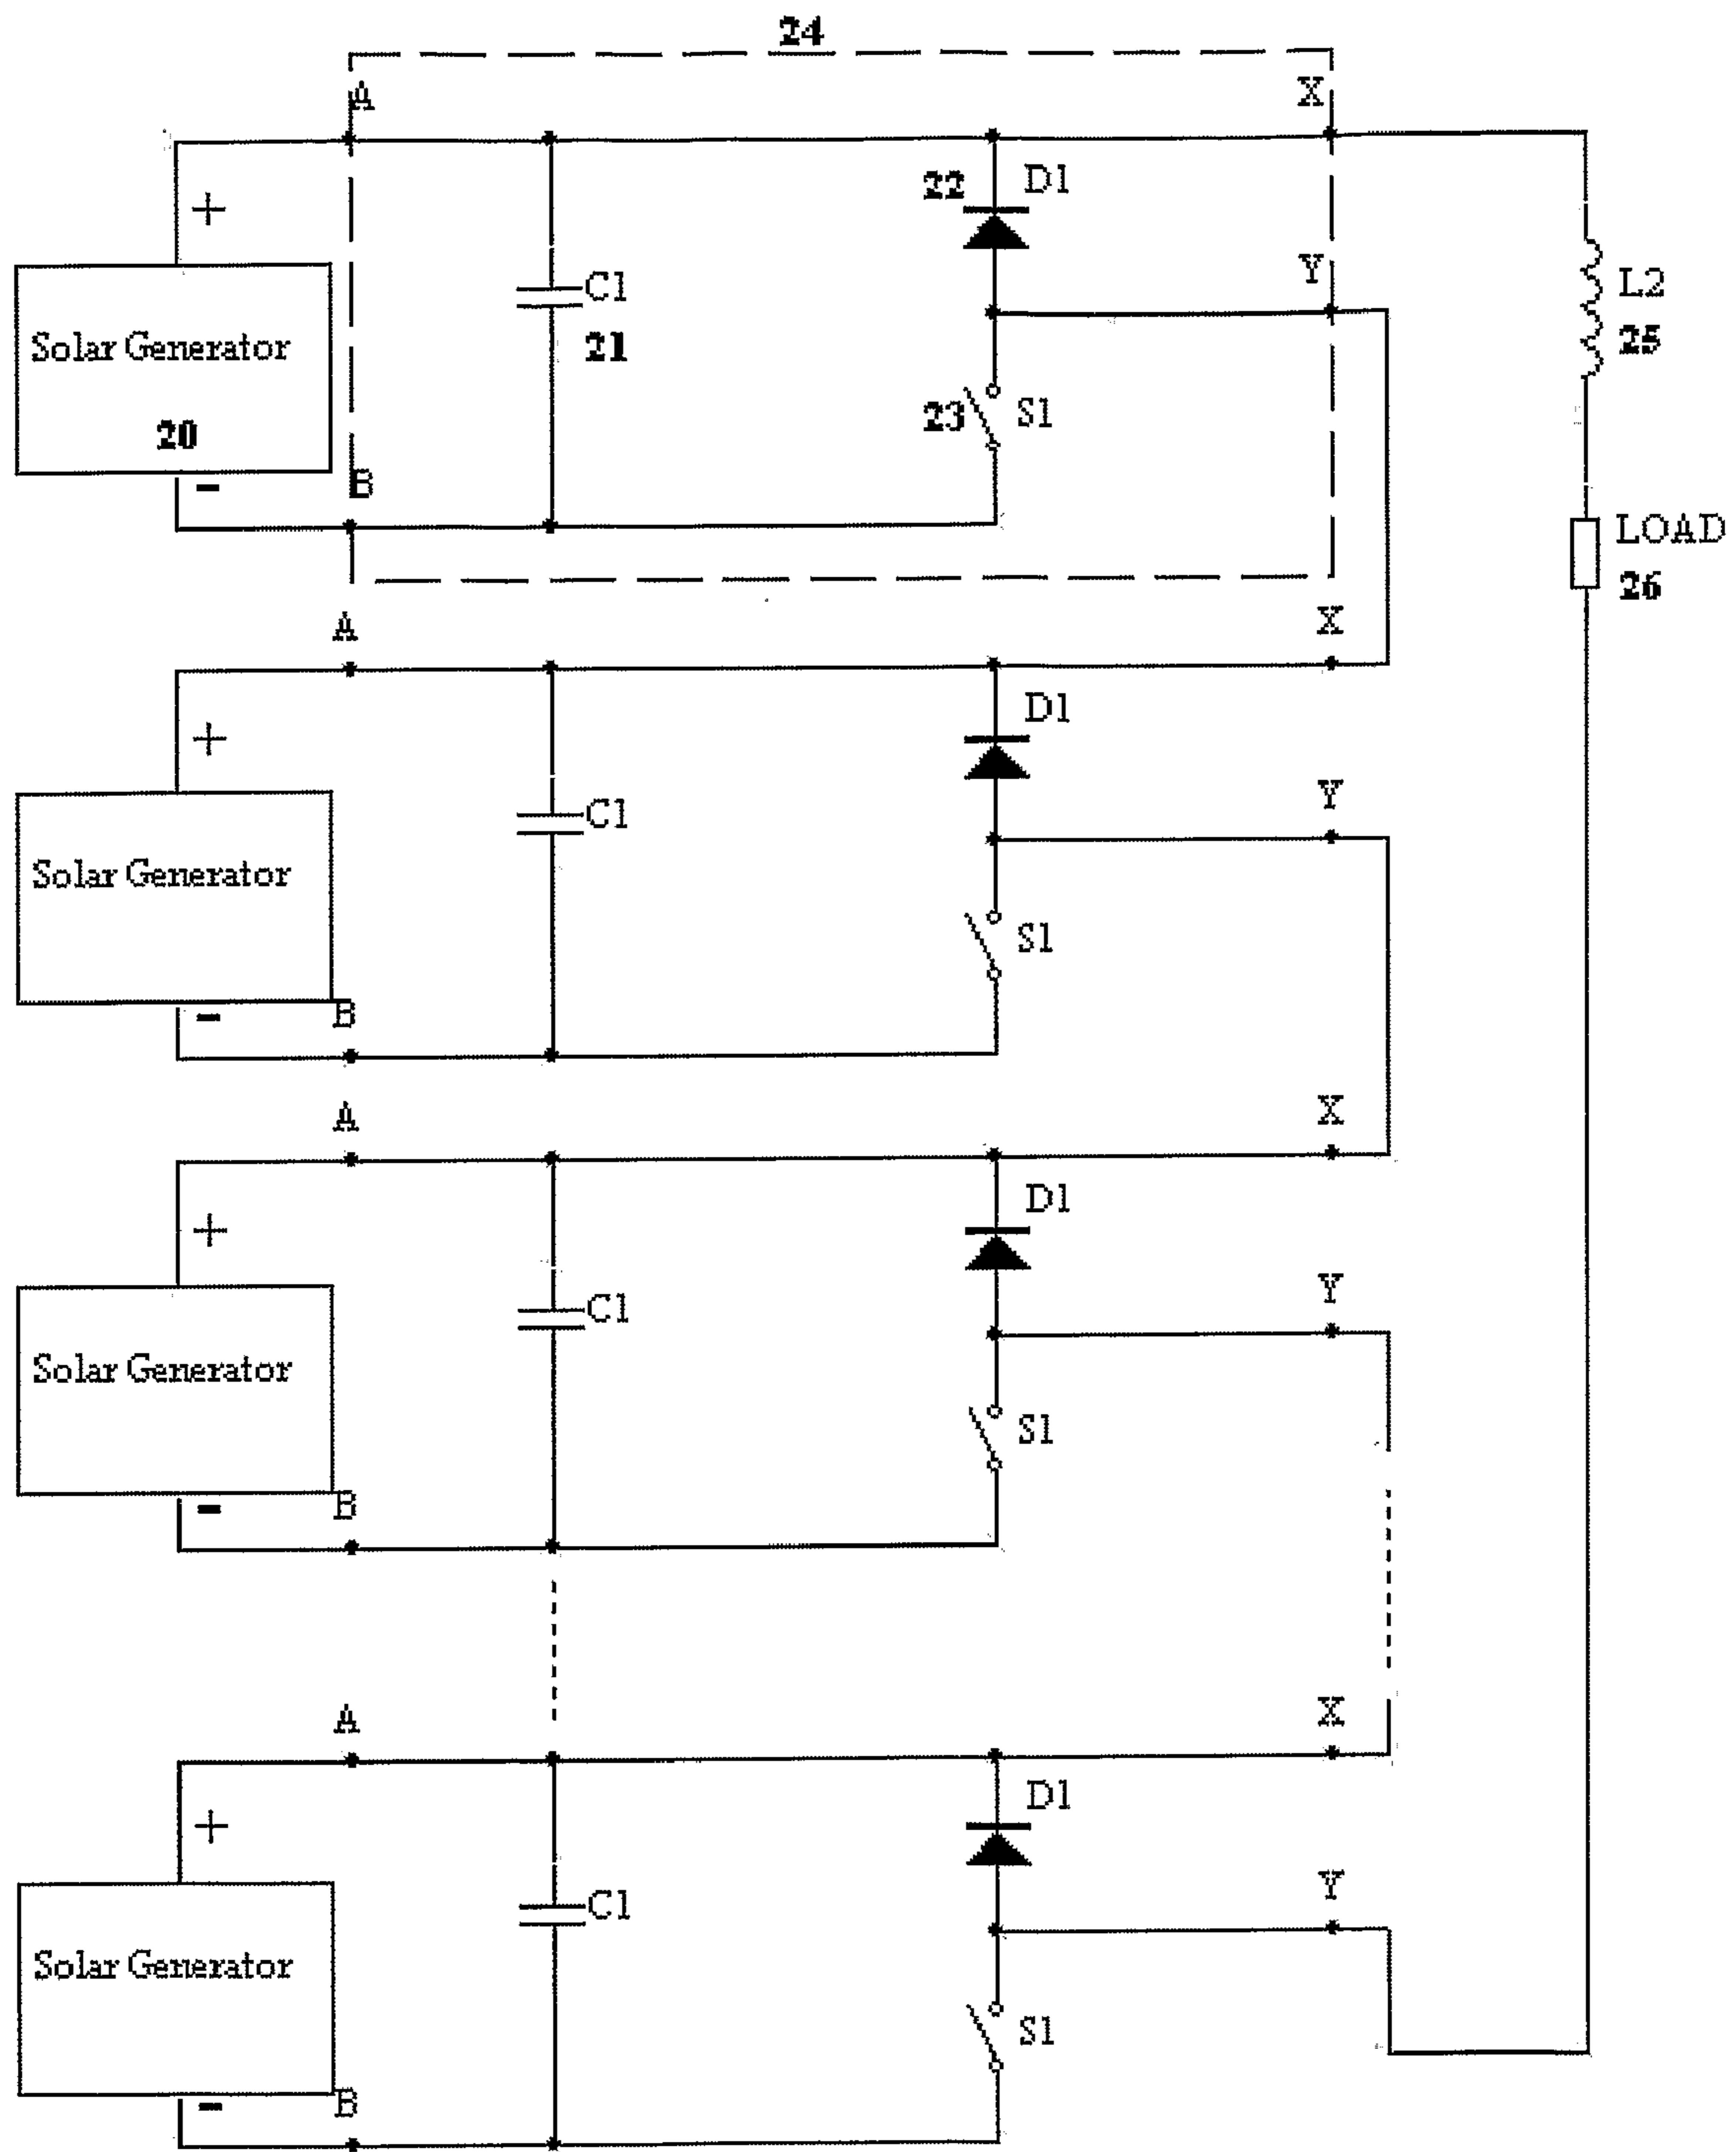 24
A X
+ 22 D1
Y
C1 L2
Solar Generator 21 25
20 23 S1
- B
LOAD
26
A X
+ D1
Y
C1
Solar Generator
S1
- B
A X
+ D1
Y
C1
Solar Generator
S1
- B
A X
+ D1
Y
C1
Solar Generator
S1
- B